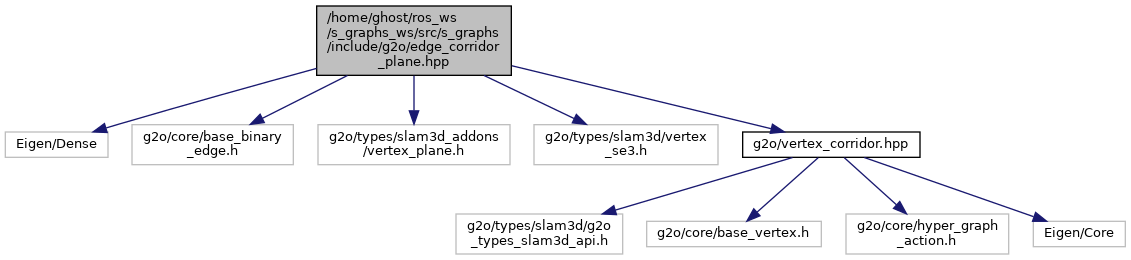 /home/ghost/ros_ws
/s_graphs_ws/src/s_graphs
/include/g2o/edge_corridor
_plane.hpp
Eigen/Dense
g2o/core/base_binary
_edge.h
g2o/types/slam3d_addons
/vertex_plane.h
g2o/types/slam3d/vertex
_se3.h
g2o/vertex_corridor.hpp
g2o/types/slam3d/g2o
_types_slam3d_api.h
g2o/core/base_vertex.h
g2o/core/hyper_graph
_action.h
Eigen/Core